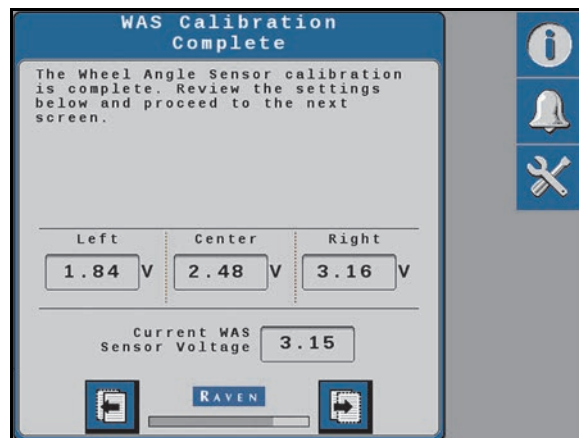 WAS Calibration
Complete
The Wheel Angle Sensor calibration
is complete. Review the settings
below and proceed to the next
screen.
Left Center Right
1.84 V 2.48 V 3.16 V
Current WAS
Sensor Voltage 3.15
RAVEN